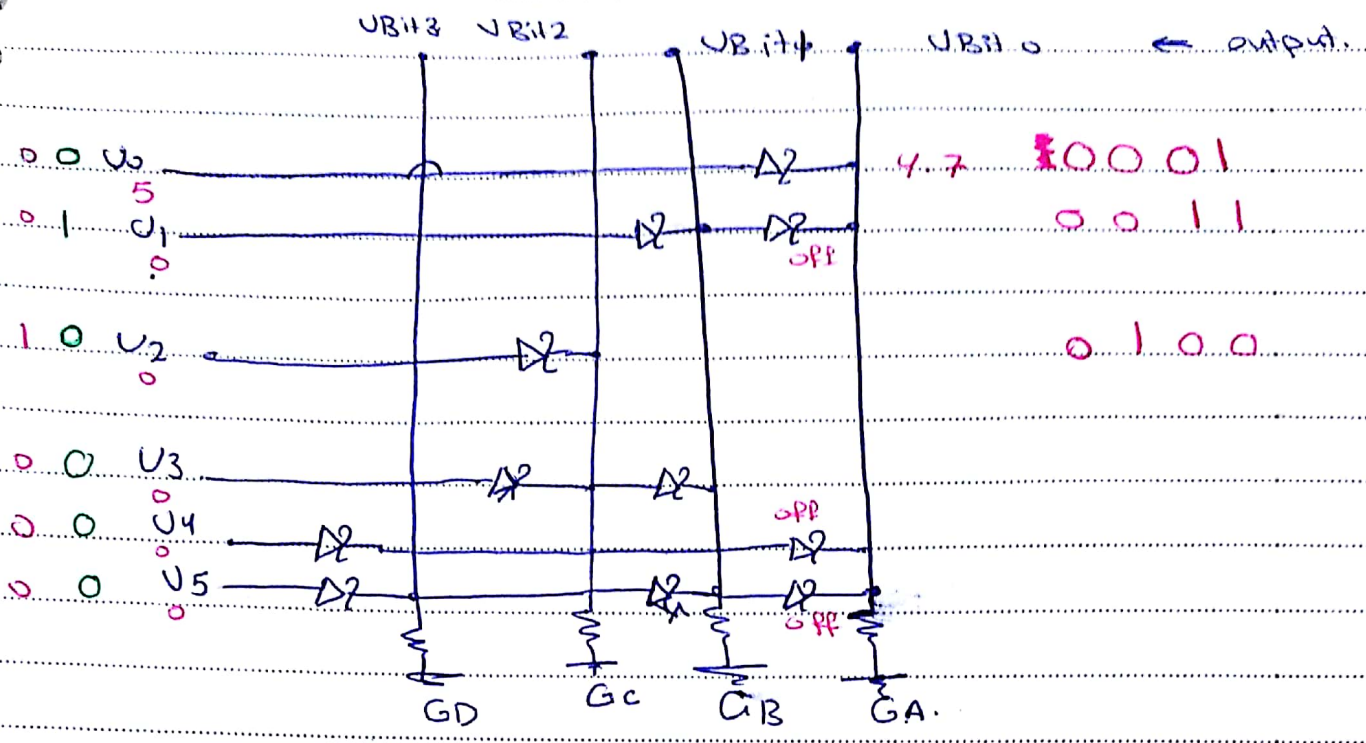 VBit3 VBit2 VBit1 VBit0 ← output.
0 0 V0 4.7 0001
5
0 1 V1 0011
0 off
1 0 V2 0100
0
0 0 V3
0 off
0 0 V4
0
0 0 V5
0 off
GD GC GB GA.